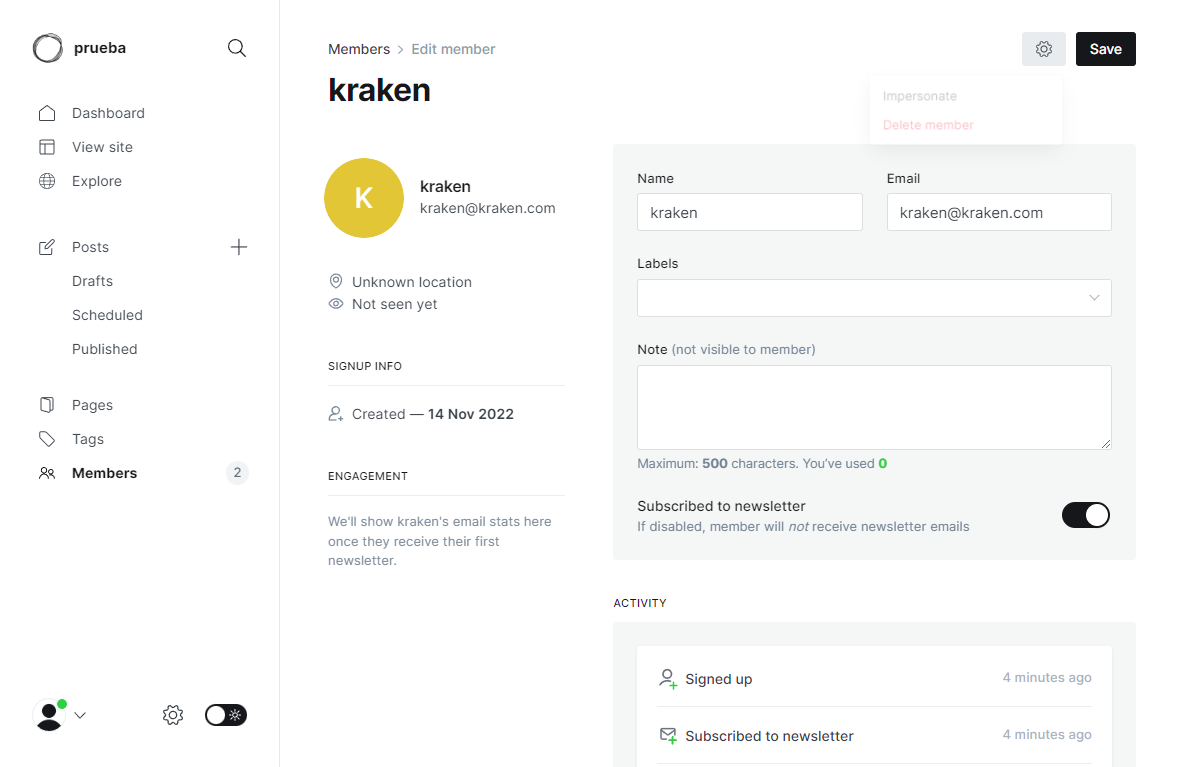 prueba
Dashboard
View site
Explore
Posts
Drafts
Scheduled
Published
Pages
Tags
Members 2
Members > Edit member
Save
kraken
Impersonate
Delete member
K
kraken
kraken@kraken.com
Unknown location
Not seen yet
SIGNUP INFO
Created — 14 Nov 2022
ENGAGEMENT
We'll show kraken's email stats here
once they receive their first
newsletter.
Name
kraken
Email
kraken@kraken.com
Labels
Note (not visible to member)
Maximum: 500 characters. You've used 0
Subscribed to newsletter
If disabled, member will not receive newsletter emails
ACTIVITY
Signed up 4 minutes ago
Subscribed to newsletter 4 minutes ago